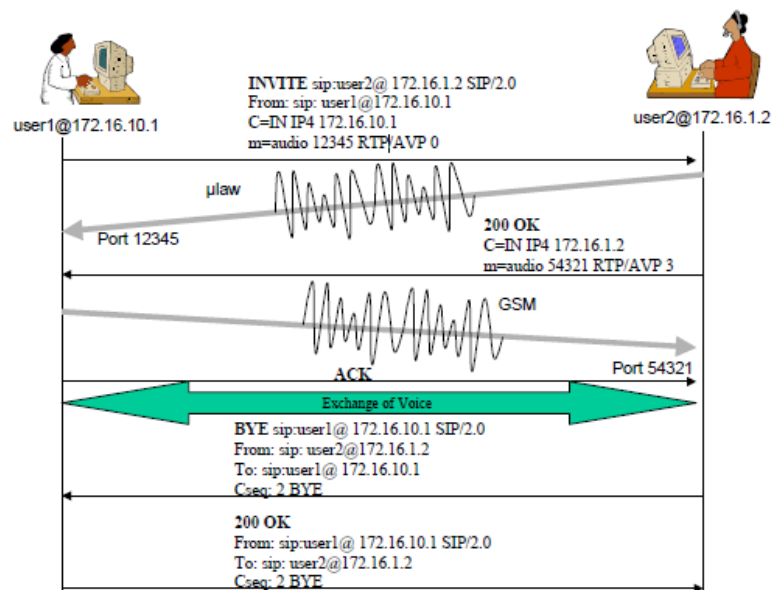 user1@172.16.10.1
user2@172.16.1.2
INVITE sip:user2@ 172.16.1.2 SIP/2.0
From: sip: user1@172.16.10.1
C=IN IP4 172.16.10.1
m=audio 12345 RTP/AVP 0
µlaw
Port 12345
200 OK
C=IN IP4 172.16.1.2
m=audio 54321 RTP/AVP 3
GSM
Port 54321
ACK
Exchange of Voice
BYE sip:user1@ 172.16.10.1 SIP/2.0
From: sip: user2@172.16.1.2
To: sip:user1@ 172.16.10.1
Cseq: 2 BYE
200 OK
From: sip:user1@ 172.16.10.1 SIP/2.0
To: sip: user2@172.16.1.2
Cseq: 2 BYE